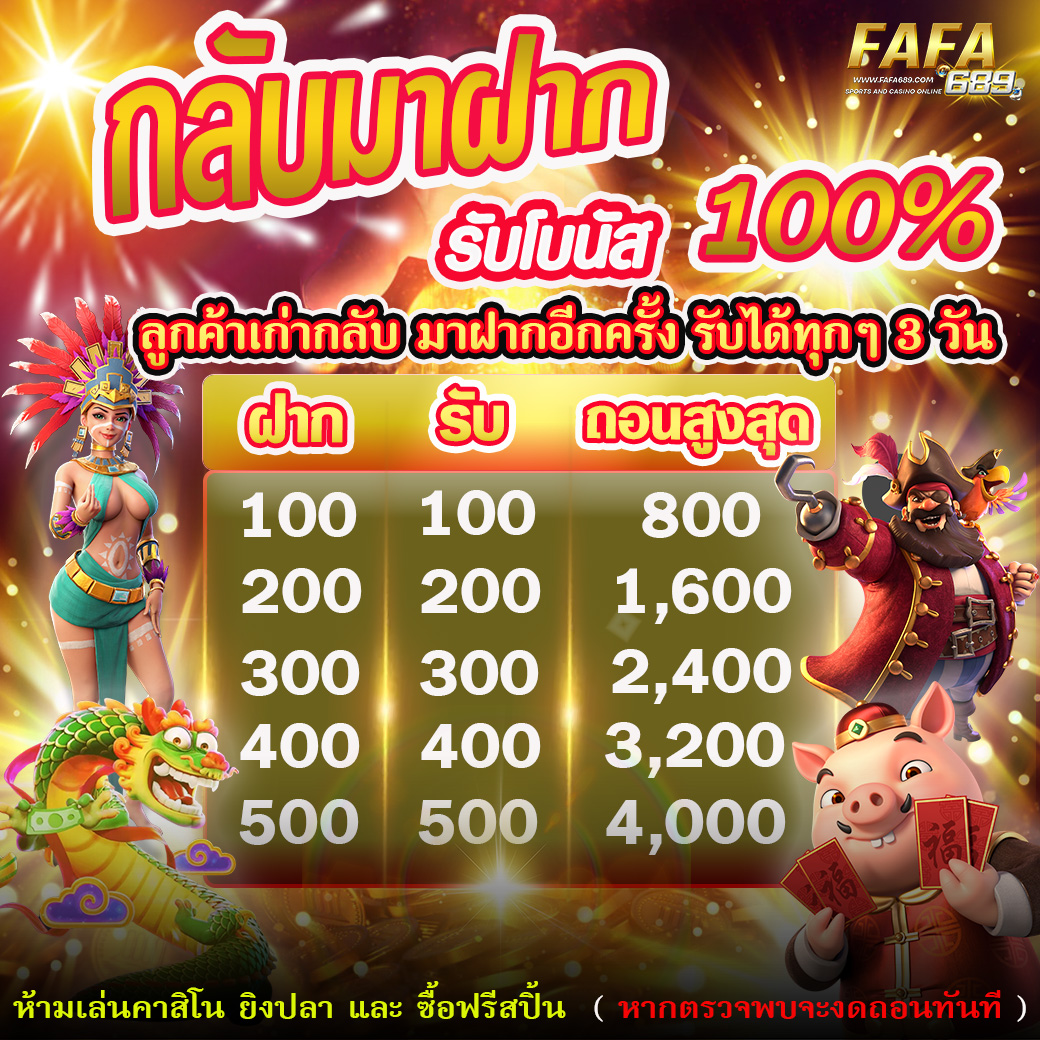 FAFA
WWW.FAFA689.COM
689
SPORTS AND CASINO ONLINE
กลับมาฝาก
รับโบนัส 100%
ลูกค้าเก่ากลับ มาฝากอีกครั้ง รับได้ทุกๆ 3 วัน
ฝาก รับ ถอนสูงสุด
100 100 800
200 200 1,600
300 300 2,400
400 400 3,200
500 500 4,000
福 福
ห้ามเล่นคาสิโน ยิงปลา และ ซื้อฟรีสปิ้น ( หากตรวจพบจะงดถอนทันที )